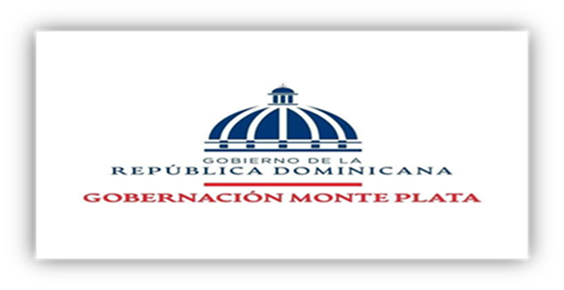 GOBIERNO DE LA
REPÚBLICA DOMINICANA
GOBERNACIÓN MONTE PLATA